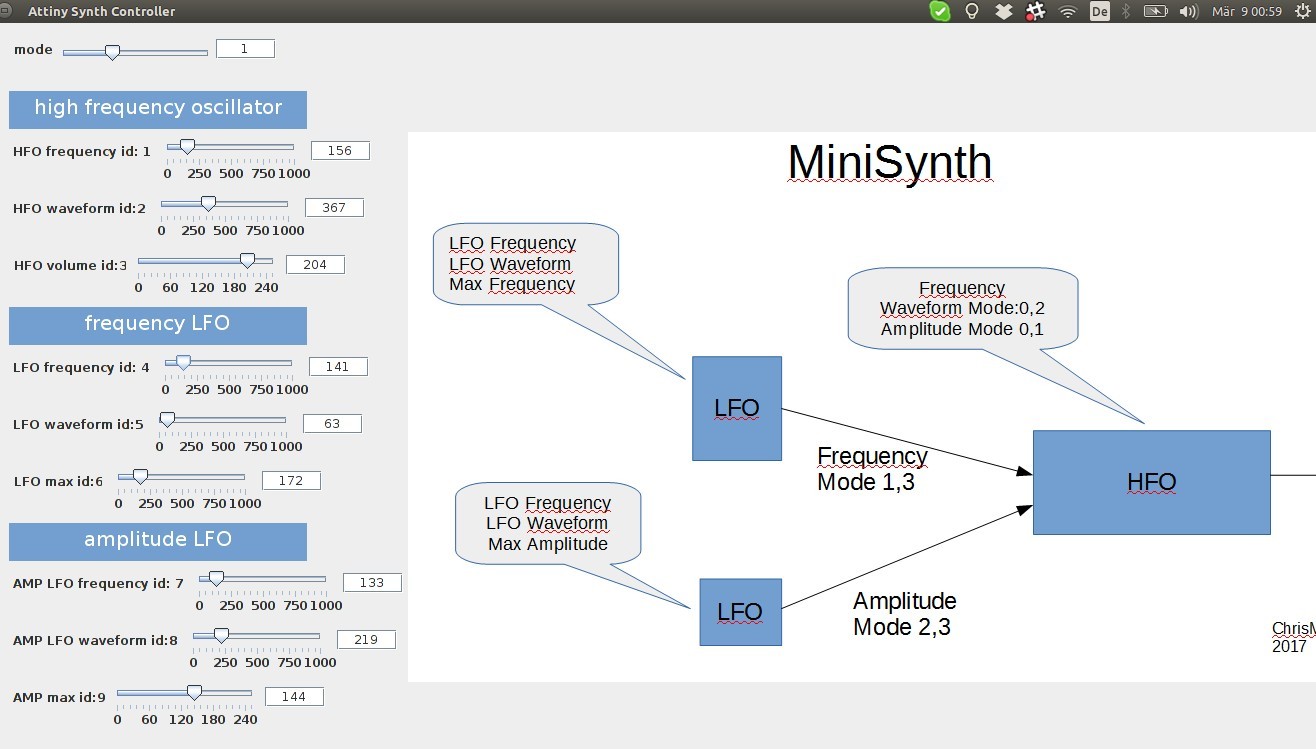 Attiny Synth Controller
De
Mär 9 00:59
mode
1
high frequency oscillator
HFO frequency id: 1
156
0 250 500 750 1000
HFO waveform id:2
367
0 250 500 750 1000
HFO volume id:3
204
0 60 120 180 240
frequency LFO
LFO frequency id: 4
141
0 250 500 750 1000
LFO waveform id:5
63
0 250 500 750 1000
LFO max id:6
172
0 250 500 750 1000
amplitude LFO
AMP LFO frequency id: 7
133
0 250 500 750 1000
AMP LFO waveform id:8
219
0 250 500 750 1000
AMP max id:9
144
0 60 120 180 240
MiniSynth
LFO Frequency
LFO Waveform
Max Frequency
Frequency
Waveform Mode:0,2
Amplitude Mode 0,1
LFO
Frequency
Mode 1,3
HFO
LFO Frequency
LFO Waveform
Max Amplitude
LFO
Amplitude
Mode 2,3
ChrisM
2017